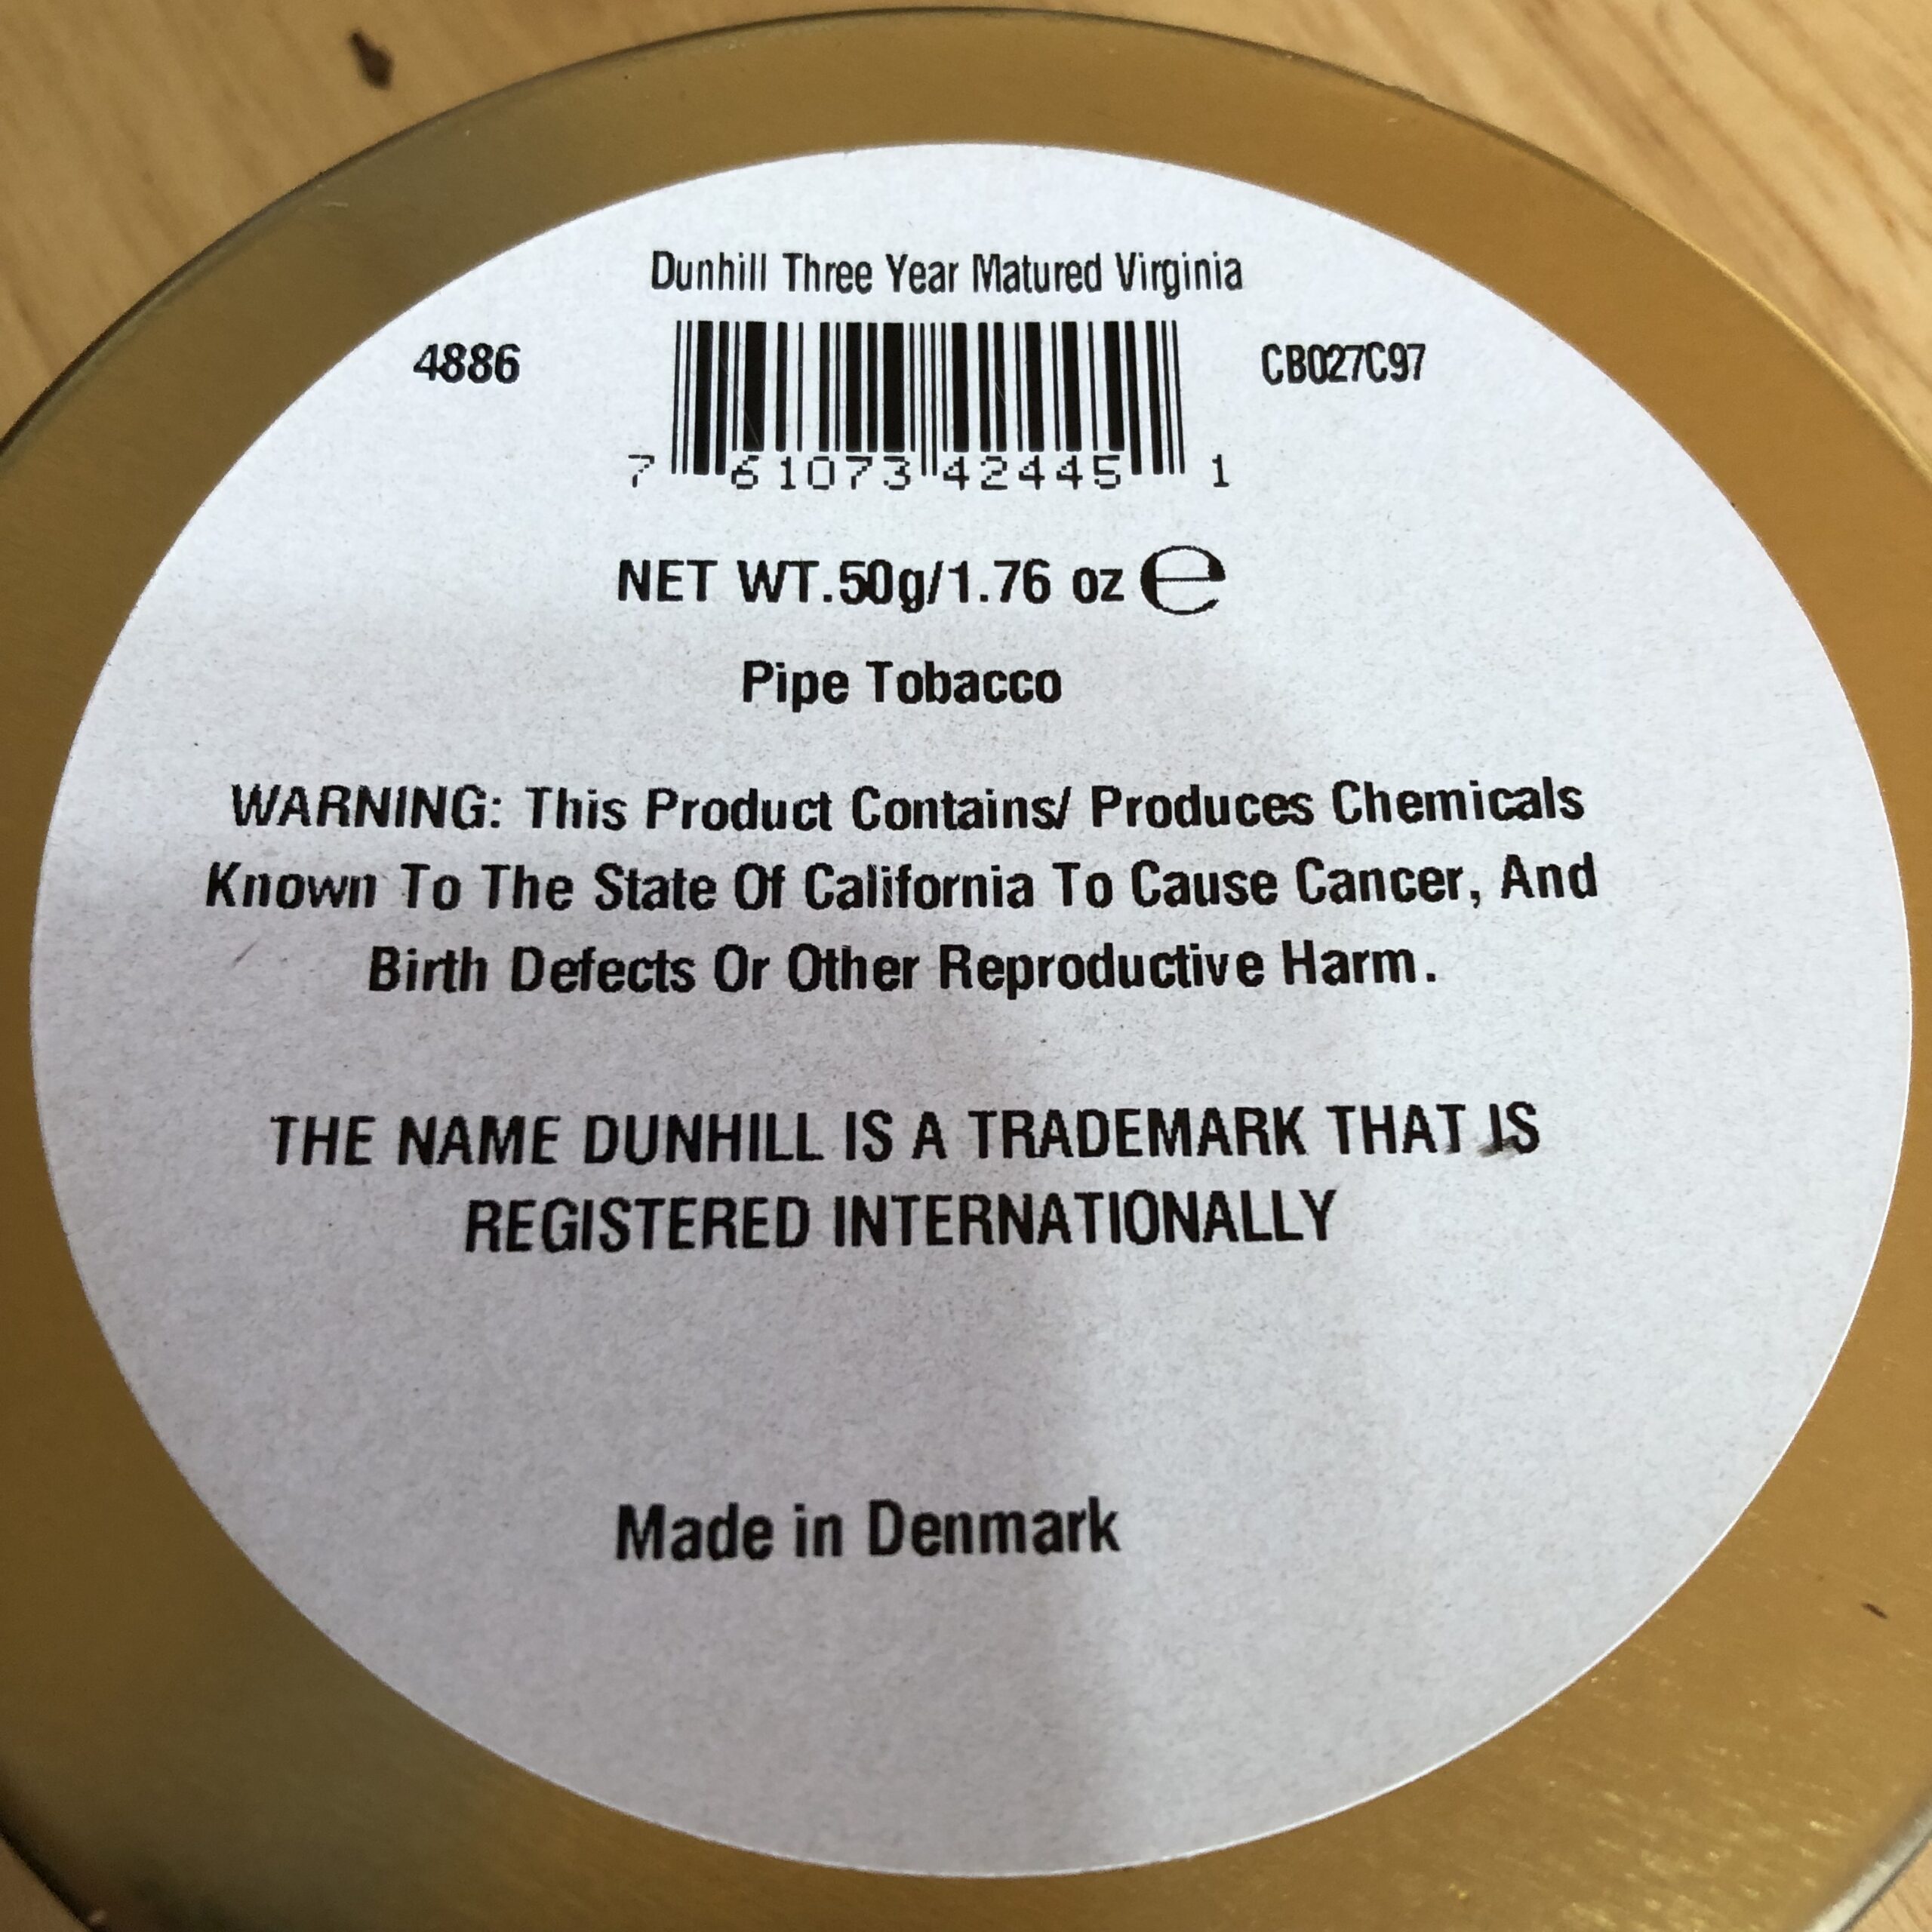 Dunhill Three Year Matured Virginia
4886
CB027C97
7 61073 42445 1
NET WT.50g/1.76 oz ℮
Pipe Tobacco
WARNING: This Product Contains/ Produces Chemicals
Known To The State Of California To Cause Cancer, And
Birth Defects Or Other Reproductive Harm.
THE NAME DUNHILL IS A TRADEMARK THAT IS
REGISTERED INTERNATIONALLY
Made in Denmark